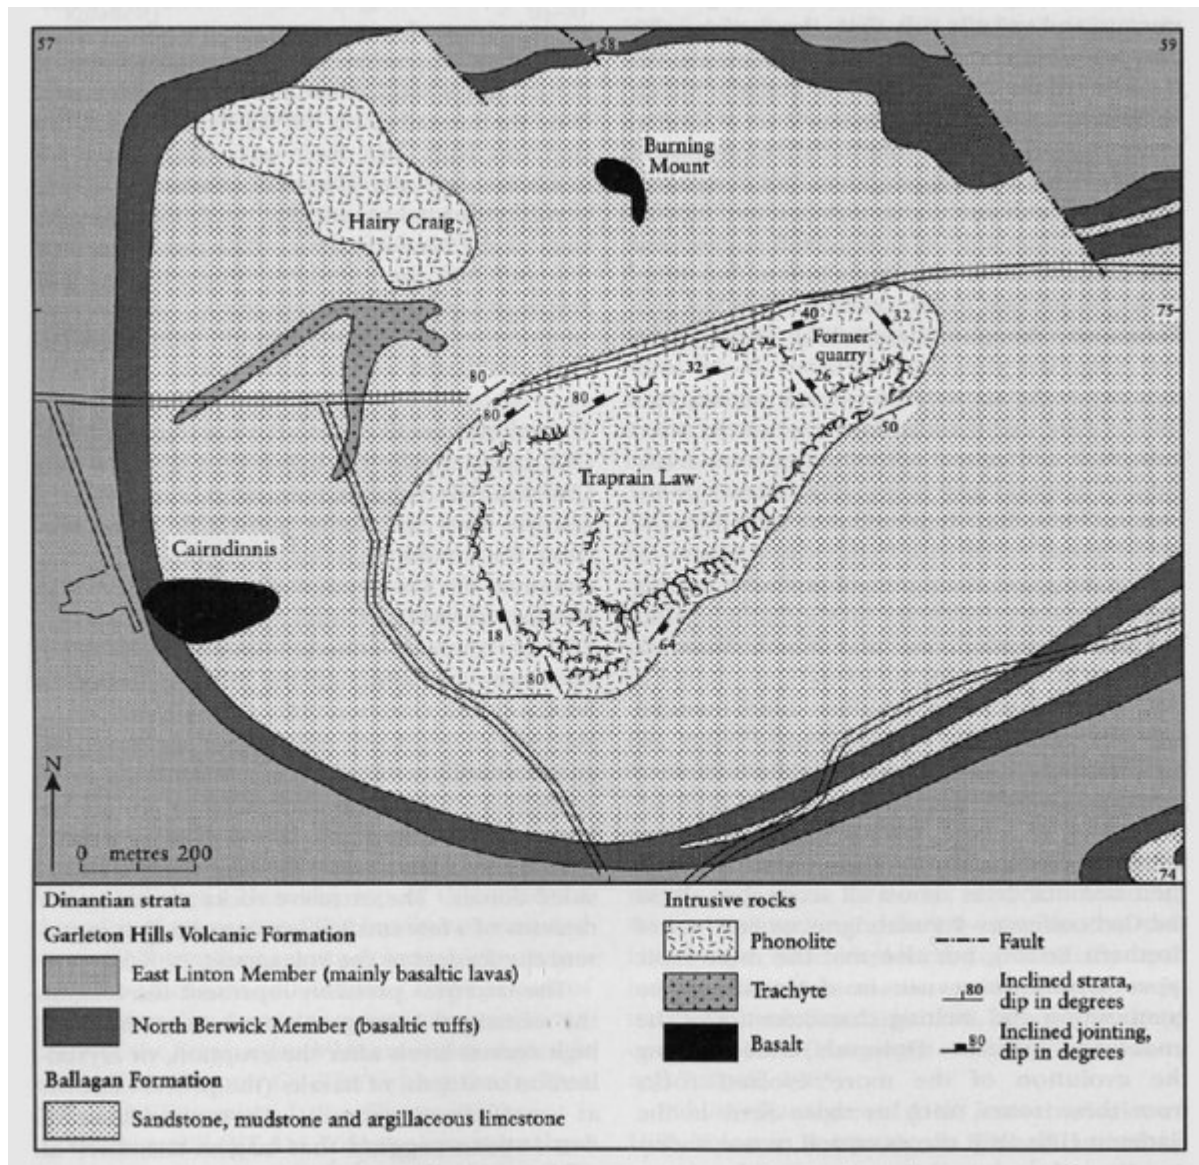 57
58
59
Burning
Mount
Hairy Craig
75
40
32
Former
quarry
32
26
80
80
80
50
Traprain Law
Cairndinnis
18
64
80
N
0 metres 200
74
Dinantian strata
Garleton Hills Volcanic Formation
East Linton Member (mainly basaltic lavas)
North Berwick Member (basaltic tuffs)
Ballagan Formation
Sandstone, mudstone and argillaceous limestone
Intrusive rocks
Phonolite
Trachyte
Basalt
Fault
80
Inclined strata,
dip in degrees
80
Inclined jointing,
dip in degrees